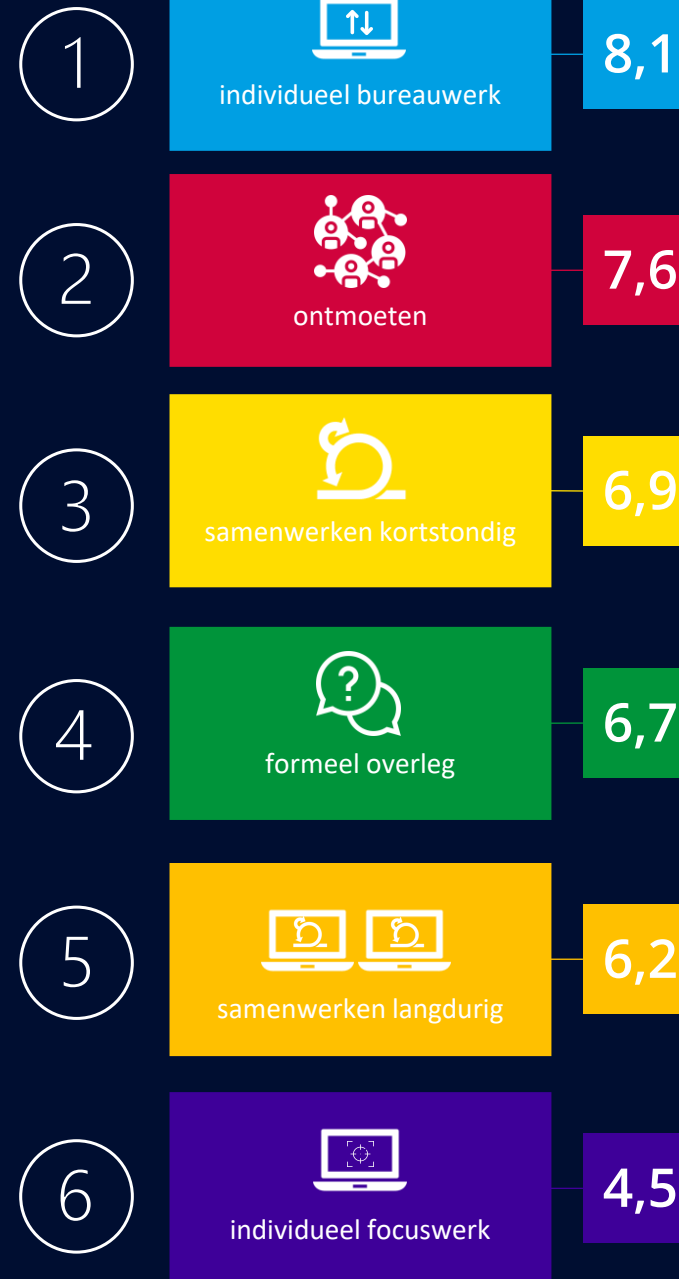 1
individueel bureauwerk
8,1
2
ontmoeten
7,6
3
samenwerken kortstondig
6,9
4
?
formeel overleg
6,7
5
samenwerken langdurig
6,2
6
individueel focuswerk
4,5